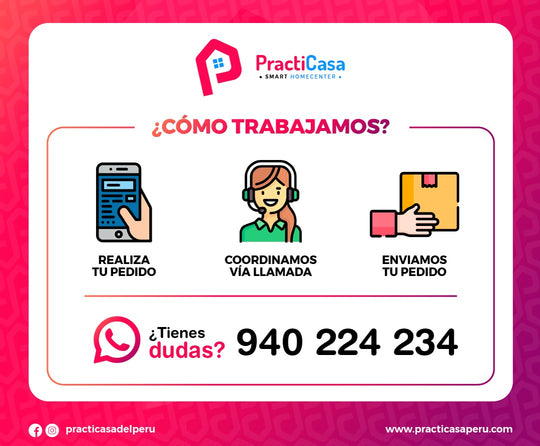 PractiCasa
• SMART HOMECENTER •
¿CÓMO TRABAJAMOS?
REALIZA
TU PEDIDO
COORDINAMOS
VÍA LLAMADA
ENVIAMOS
TU PEDIDO
¿Tienes
dudas?
940 224 234
practicasadelperu
www.practicasaperu.com